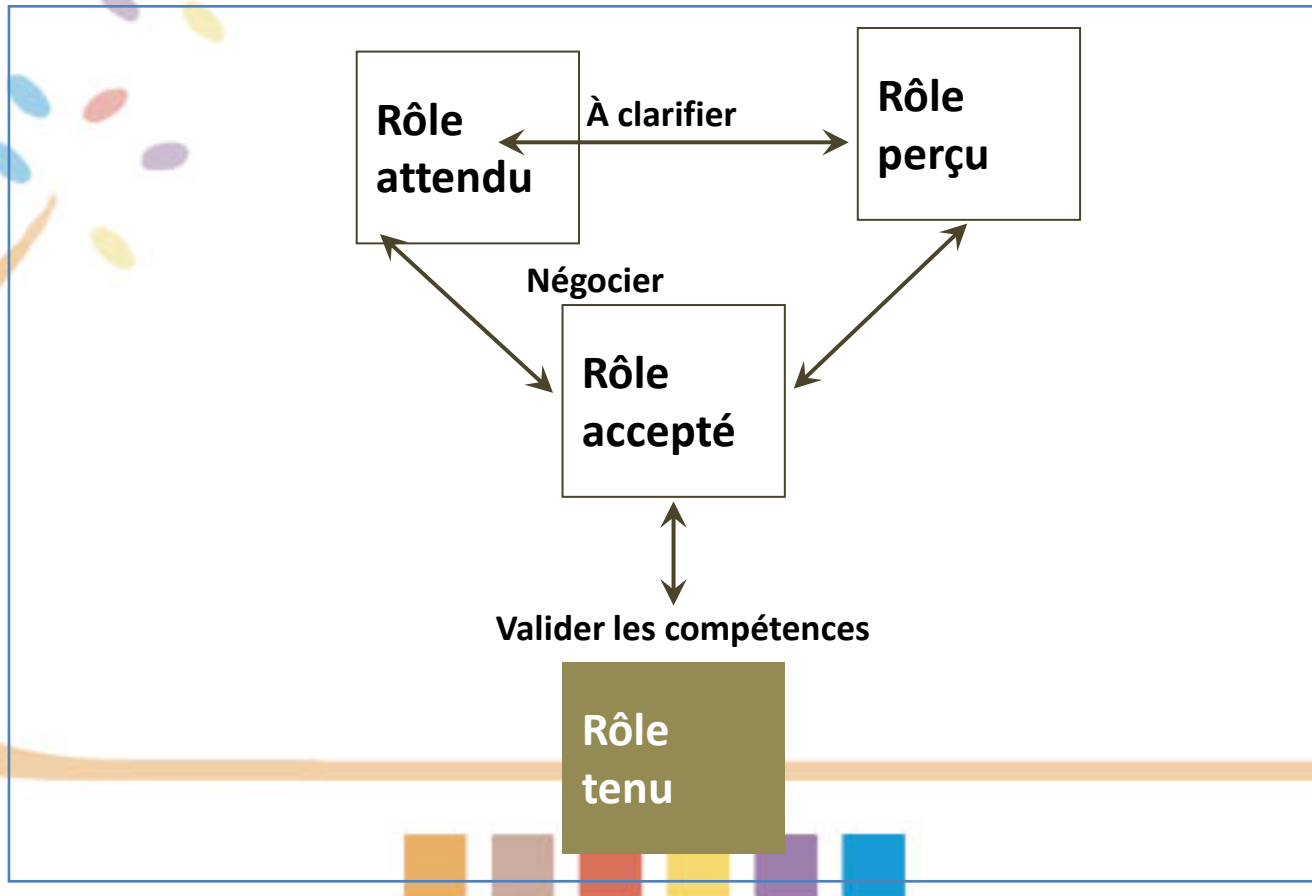 Rôle
attendu
À clarifier
Rôle
perçu
Négocier
Rôle
accepté
Valider les compétences
Rôle
tenu